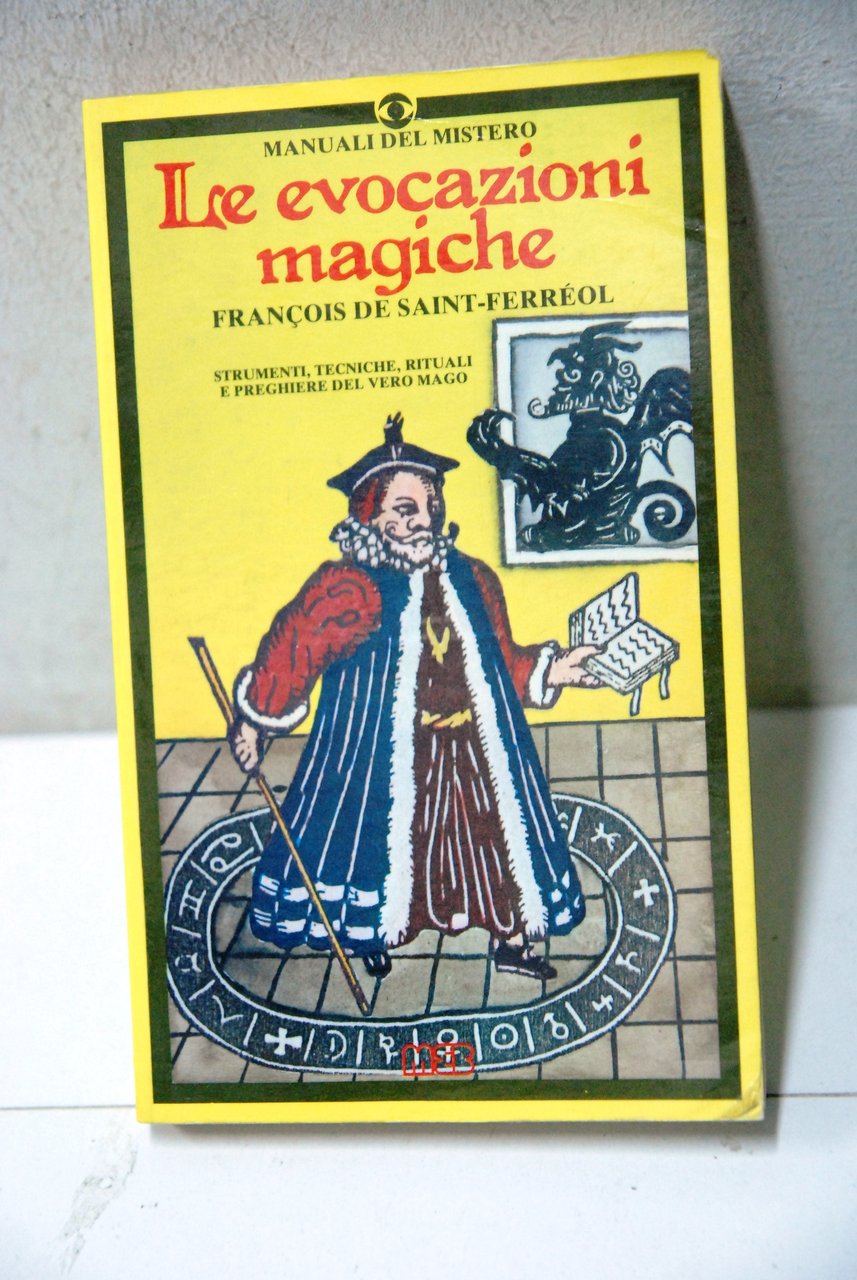 MANUALI DEL MISTERO
Le evocazioni
magiche
FRANÇOIS DE SAINT-FERRÉOL
STRUMENTI, TECNICHE, RITUALI
E PREGHIERE DEL VERO MAGO
MEB